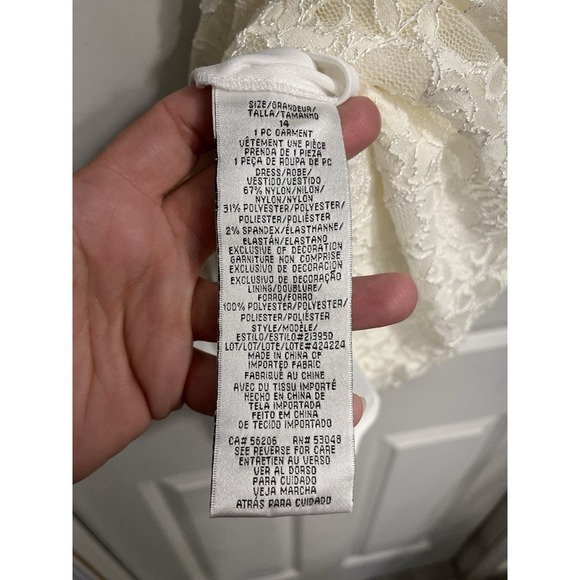 SIZE/GRANDEUR/
TALLA/TAMANHO
14
1 PC GARMENT
VÊTEMENT UNE PIÈCE
PRENDA DE 1 PIEZA
1 PEÇA DE ROUPA DE PC
DRESS/ROBE/
VESTIDO/VESTIDO
67% NYLON/NILON/
NYLON/NYLON
31% POLYESTER/POLYESTER/
POLIESTER/POLIÉSTER
2% SPANDEX/ÉLASTHANNE/
ELASTÁN/ELASTANO
EXCLUSIVE OF DECORATION
GARNITURE NON COMPRISE
EXCLUSIVO DE DECORACION
EXCLUSIVO DE DECORAÇÃO
LINING/DOUBLURE/
FORRO/FORRO
100% POLYESTER/POLYESTER/
POLIESTER/POLIÉSTER
STYLE/MODÈLE/
ESTILO/ESTILO#21395D
LOT/LOT/LOTE/LOTE#424224
MADE IN CHINA OF
IMPORTED FABRIC
FABRIQUÉ AU CHINE
AVEC DU TISSU IMPORTÉ
HECHO EN CHINA DE
TELA IMPORTADA
FEITO EM CHINA
DE TECIDO IMPORTADO
CA# 56206 RN# 53048
SEE REVERSE FOR CARE
ENTRETIEN AU VERSO
VER AL DORSO
PARA CUIDADO
VEJA MARCHA
ATRÁS PARA CUIDADO